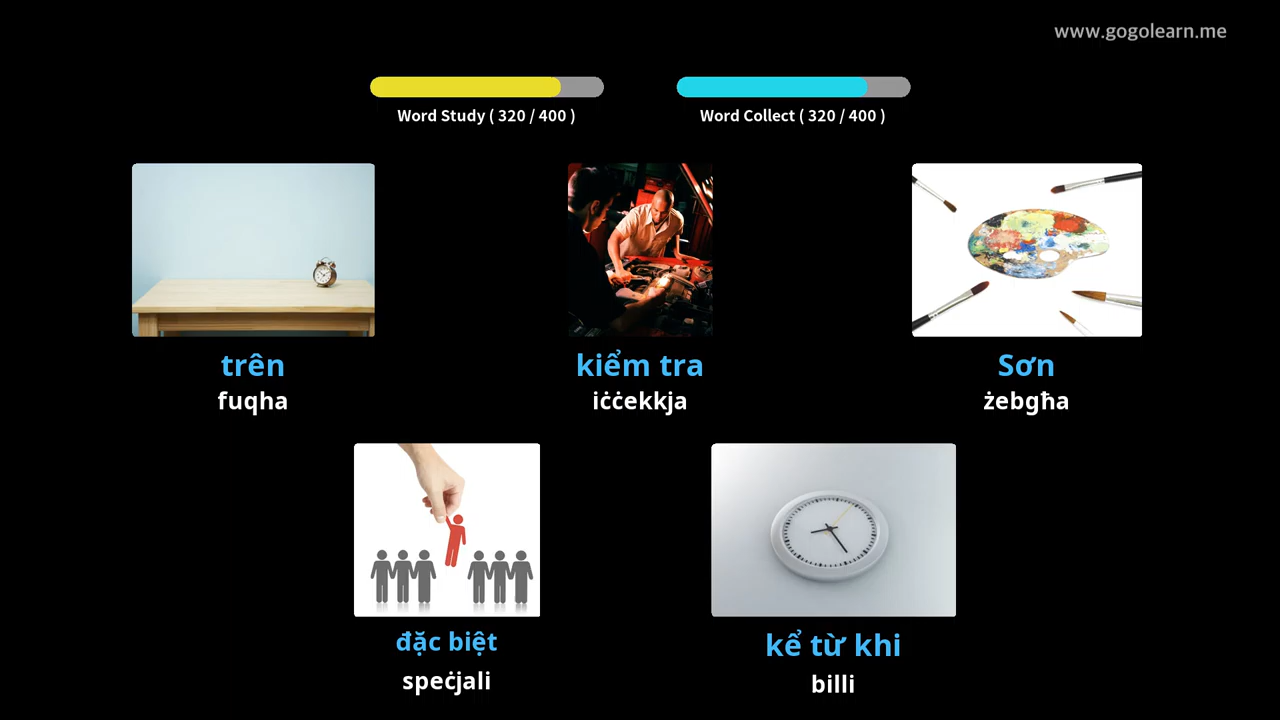 www.gogolearn.me
Word Study ( 320 / 400 )
Word Collect ( 320 / 400 )
trên
fuqha
kiểm tra
iċċekkja
Sơn
żebgħa
đặc biệt
speċjali
kể từ khi
billi